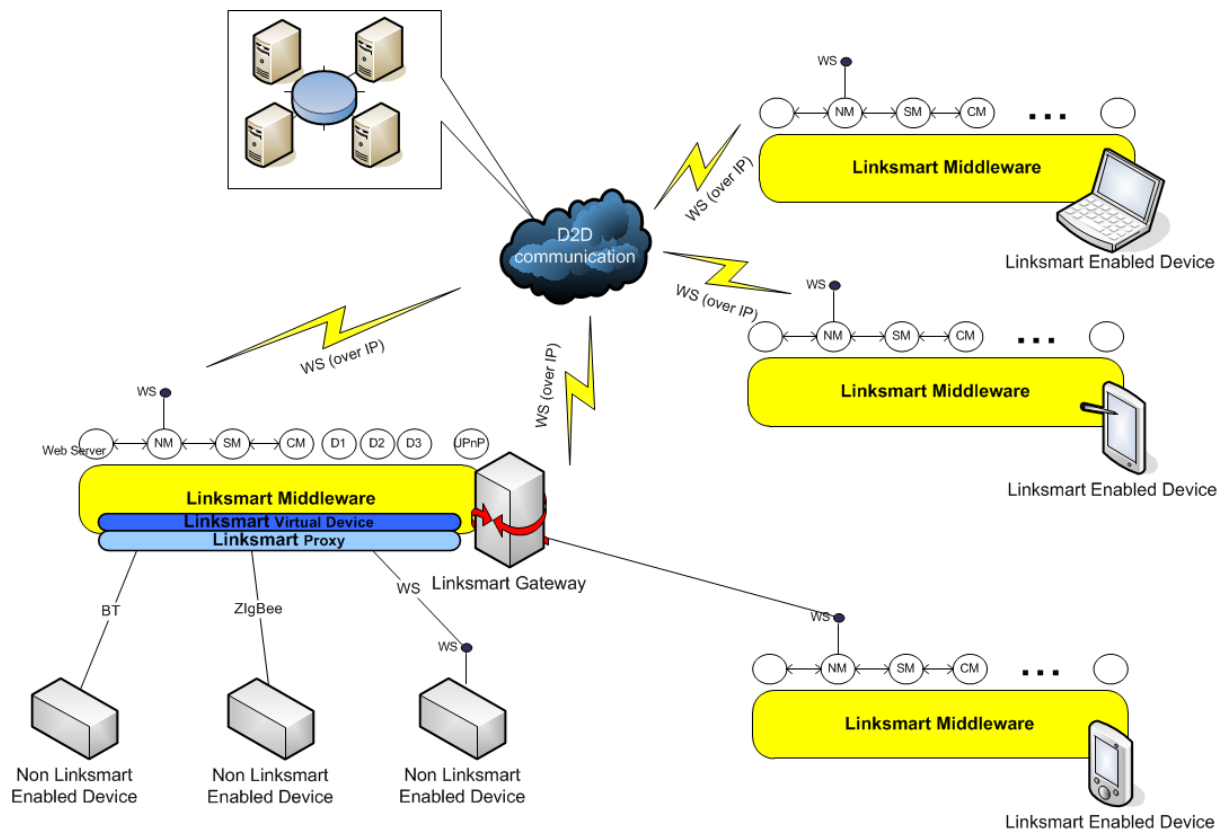 WS
NM
SM
CM
...
Linksmart Middleware
Linksmart Enabled Device
D2D
communication
WS (over IP)
WS (over IP)
WS (over IP)
WS (over IP)
WS
NM
SM
CM
...
Linksmart Middleware
Linksmart Enabled Device
WS
Web Server
NM
SM
CM
D1
D2
D3
UPnP
Linksmart Middleware
Linksmart Virtual Device
Linksmart Proxy
Linksmart Gateway
BT
ZIgBee
WS
WS
Non Linksmart
Enabled Device
Non Linksmart
Enabled Device
Non Linksmart
Enabled Device
WS
NM
SM
CM
...
Linksmart Middleware
Linksmart Enabled Device